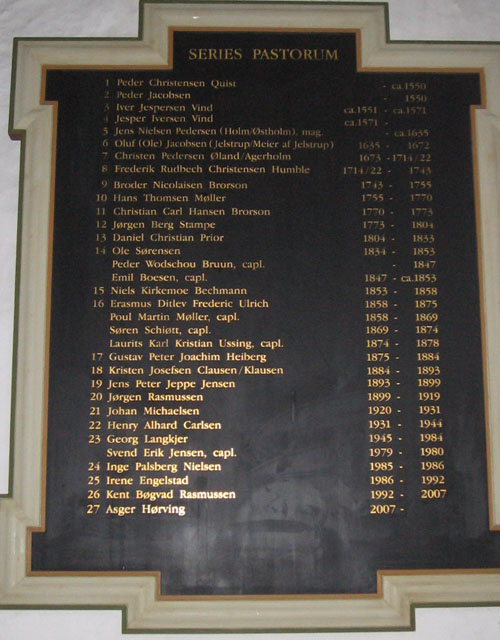 SERIES PASTORUM
1 Peder Christensen Quist - ca.1550
2 Peder Jacobsen - 1550
3 Iver Jespersen Vind ca.1551 - ca.1571
4 Jesper Iversen Vind ca.1571 -
5 Jens Nielsen Pedersen (Holm/Østholm), mag. - ca.1635
6 Oluf (Ole) Jacobsen (Jelstrup/Meier af Jelstrup) 1635 - 1672
7 Christen Pedersen Øland/Agerholm 1673 - 1714/22
8 Frederik Rudbech Christensen Humble 1714/22 - 1743
9 Broder Nicolaisen Brorson 1743 - 1755
10 Hans Thomsen Møller 1755 - 1770
11 Christian Carl Hansen Brorson 1770 - 1773
12 Jørgen Berg Stampe 1773 - 1804
13 Daniel Christian Prior 1804 - 1833
14 Ole Sørensen 1834 - 1853
Peder Wodschou Bruun, capl. - 1847
Emil Boesen, capl. 1847 - ca.1853
15 Niels Kirkemoe Bechmann 1853 - 1858
16 Erasmus Ditlev Frederic Ulrich 1858 - 1875
Poul Martin Møller, capl. 1858 - 1869
Søren Schiøtt, capl. 1869 - 1874
Laurits Karl Kristian Ussing, capl. 1874 - 1878
17 Gustav Peter Joachim Heiberg 1875 - 1884
18 Kristen Josefsen Clausen/Klausen 1884 - 1893
19 Jens Peter Jeppe Jensen 1893 - 1899
20 Jørgen Rasmussen 1899 - 1919
21 Johan Michaelsen 1920 - 1931
22 Henry Alhard Carlsen 1931 - 1944
23 Georg Langkjer 1945 - 1984
Svend Erik Jensen, capl. 1979 - 1980
24 Inge Palsberg Nielsen 1985 - 1986
25 Irene Engelstad 1986 - 1992
26 Kent Bøgvad Rasmussen 1992 - 2007
27 Asger Hørving 2007 -